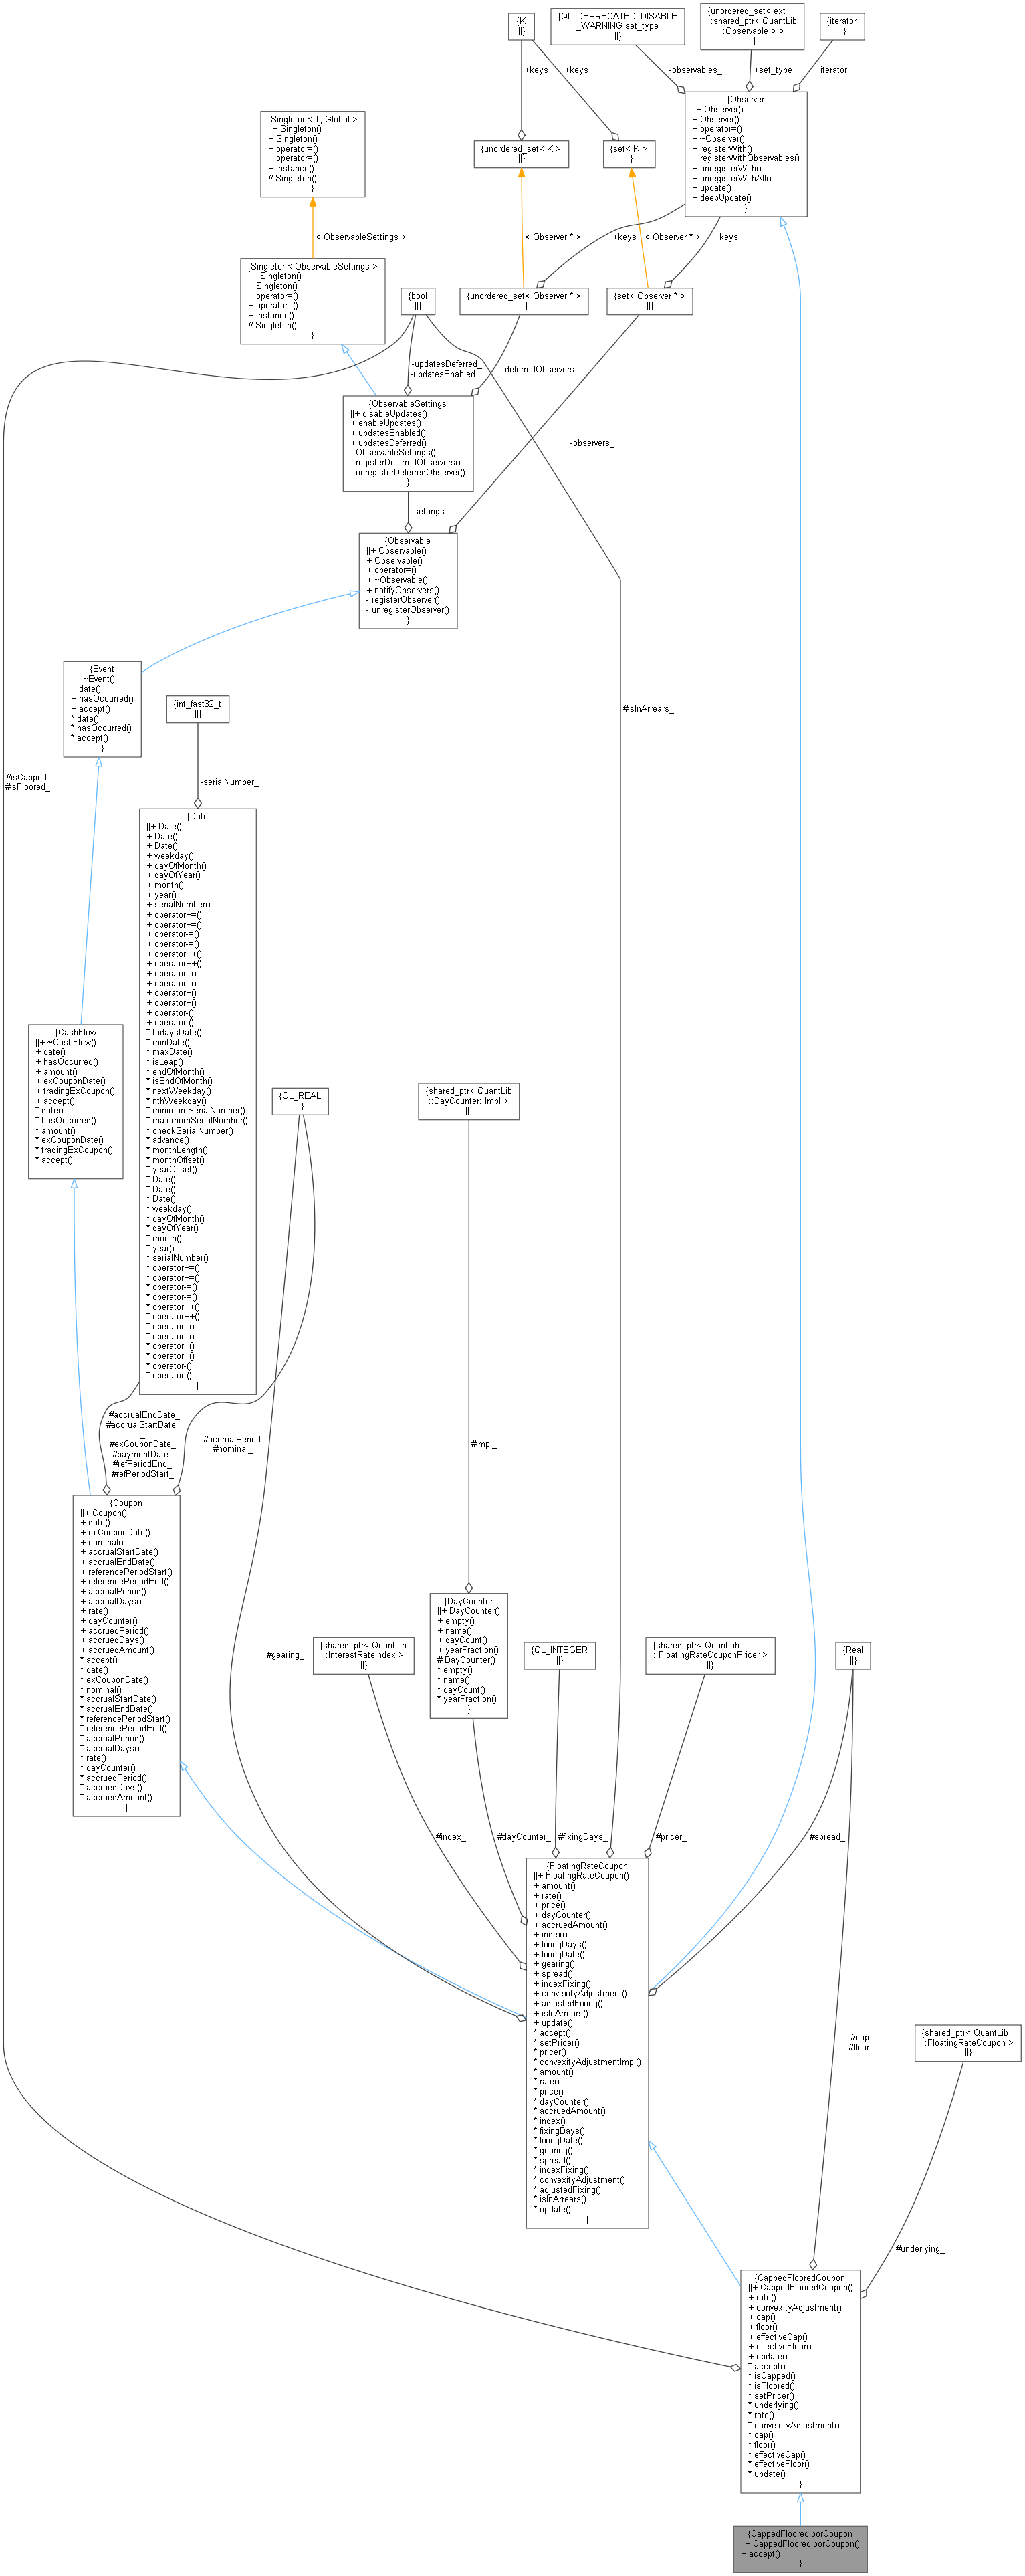 {K
||}
{QL_DEPRECATED_DISABLE
_WARNING set_type
||}
{unordered_set< ext
::shared_ptr< QuantLib
::Observable > >
||}
{iterator
||}
+keys
+keys
-observables_
+set_type
+iterator
{Singleton< T, Global >
||+ Singleton()
+ Singleton()
+ operator=()
+ operator=()
+ instance()
# Singleton()
}
{unordered_set< K >
||}
{set< K >
||}
{Observer
||+ Observer()
+ Observer()
+ operator=()
+ ~Observer()
+ registerWith()
+ registerWithObservables()
+ unregisterWith()
+ unregisterWithAll()
+ update()
+ deepUpdate()
}
< ObservableSettings >
< Observer * >
+keys
< Observer * >
+keys
{Singleton< ObservableSettings >
||+ Singleton()
+ Singleton()
+ operator=()
+ operator=()
+ instance()
# Singleton()
}
{bool
||}
{unordered_set< Observer * >
||}
{set< Observer * >
||}
-updatesDeferred_
-updatesEnabled_
-deferredObservers_
{ObservableSettings
||+ disableUpdates()
+ enableUpdates()
+ updatesEnabled()
+ updatesDeferred()
- ObservableSettings()
- registerDeferredObservers()
- unregisterDeferredObserver()
}
-observers_
-settings_
{Observable
||+ Observable()
+ Observable()
+ operator=()
+ ~Observable()
+ notifyObservers()
- registerObserver()
- unregisterObserver()
}
{Event
||+ ~Event()
+ date()
+ hasOccurred()
+ accept()
* date()
* hasOccurred()
* accept()
}
{int_fast32_t
||}
#isInArrears_
#isCapped_
#isFloored_
-serialNumber_
{Date
||+ Date()
+ Date()
+ Date()
+ weekday()
+ dayOfMonth()
+ dayOfYear()
+ month()
+ year()
+ serialNumber()
+ operator+=()
+ operator+=()
+ operator-=()
+ operator-=()
+ operator++()
+ operator++()
+ operator--()
+ operator--()
+ operator+()
+ operator+()
+ operator-()
+ operator-()
* todaysDate()
* minDate()
* maxDate()
* isLeap()
* endOfMonth()
* isEndOfMonth()
* nextWeekday()
* nthWeekday()
* minimumSerialNumber()
* maximumSerialNumber()
* checkSerialNumber()
* advance()
* monthLength()
* monthOffset()
* yearOffset()
* Date()
* Date()
* Date()
* weekday()
* dayOfMonth()
* dayOfYear()
* month()
* year()
* serialNumber()
* operator+=()
* operator+=()
* operator-=()
* operator-=()
* operator++()
* operator++()
* operator--()
* operator--()
* operator+()
* operator+()
* operator-()
* operator-()
}
{CashFlow
||+ ~CashFlow()
+ date()
+ hasOccurred()
+ amount()
+ exCouponDate()
+ tradingExCoupon()
+ accept()
* date()
* hasOccurred()
* amount()
* exCouponDate()
* tradingExCoupon()
* accept()
}
{QL_REAL
||}
{shared_ptr< QuantLib
::DayCounter::Impl >
||}
#accrualEndDate_
#accrualStartDate
_
#exCouponDate_
#paymentDate_
#refPeriodEnd_
#refPeriodStart_
#accrualPeriod_
#nominal_
#impl_
{Coupon
||+ Coupon()
+ date()
+ exCouponDate()
+ nominal()
+ accrualStartDate()
+ accrualEndDate()
+ referencePeriodStart()
+ referencePeriodEnd()
+ accrualPeriod()
+ accrualDays()
+ rate()
+ dayCounter()
+ accruedPeriod()
+ accruedDays()
+ accruedAmount()
* accept()
* date()
* exCouponDate()
* nominal()
* accrualStartDate()
* accrualEndDate()
* referencePeriodStart()
* referencePeriodEnd()
* accrualPeriod()
* accrualDays()
* rate()
* dayCounter()
* accruedPeriod()
* accruedDays()
* accruedAmount()
}
#gearing_
{shared_ptr< QuantLib
::InterestRateIndex >
||}
{DayCounter
||+ DayCounter()
+ empty()
+ name()
+ dayCount()
+ yearFraction()
# DayCounter()
* empty()
* name()
* dayCount()
* yearFraction()
}
{QL_INTEGER
||}
{shared_ptr< QuantLib
::FloatingRateCouponPricer >
||}
{Real
||}
#index_
#dayCounter_
#fixingDays_
#pricer_
#spread_
{FloatingRateCoupon
||+ FloatingRateCoupon()
+ amount()
+ rate()
+ price()
+ dayCounter()
+ accruedAmount()
+ index()
+ fixingDays()
+ fixingDate()
+ gearing()
+ spread()
+ indexFixing()
+ convexityAdjustment()
+ adjustedFixing()
+ isInArrears()
+ update()
* accept()
* setPricer()
* pricer()
* convexityAdjustmentImpl()
* amount()
* rate()
* price()
* dayCounter()
* accruedAmount()
* index()
* fixingDays()
* fixingDate()
* gearing()
* spread()
* indexFixing()
* convexityAdjustment()
* adjustedFixing()
* isInArrears()
* update()
}
#cap_
#floor_
{shared_ptr< QuantLib
::FloatingRateCoupon >
||}
#underlying_
{CappedFlooredCoupon
||+ CappedFlooredCoupon()
+ rate()
+ convexityAdjustment()
+ cap()
+ floor()
+ effectiveCap()
+ effectiveFloor()
+ update()
* accept()
* isCapped()
* isFloored()
* setPricer()
* underlying()
* rate()
* convexityAdjustment()
* cap()
* floor()
* effectiveCap()
* effectiveFloor()
* update()
}
{CappedFlooredIborCoupon
||+ CappedFlooredIborCoupon()
+ accept()
}